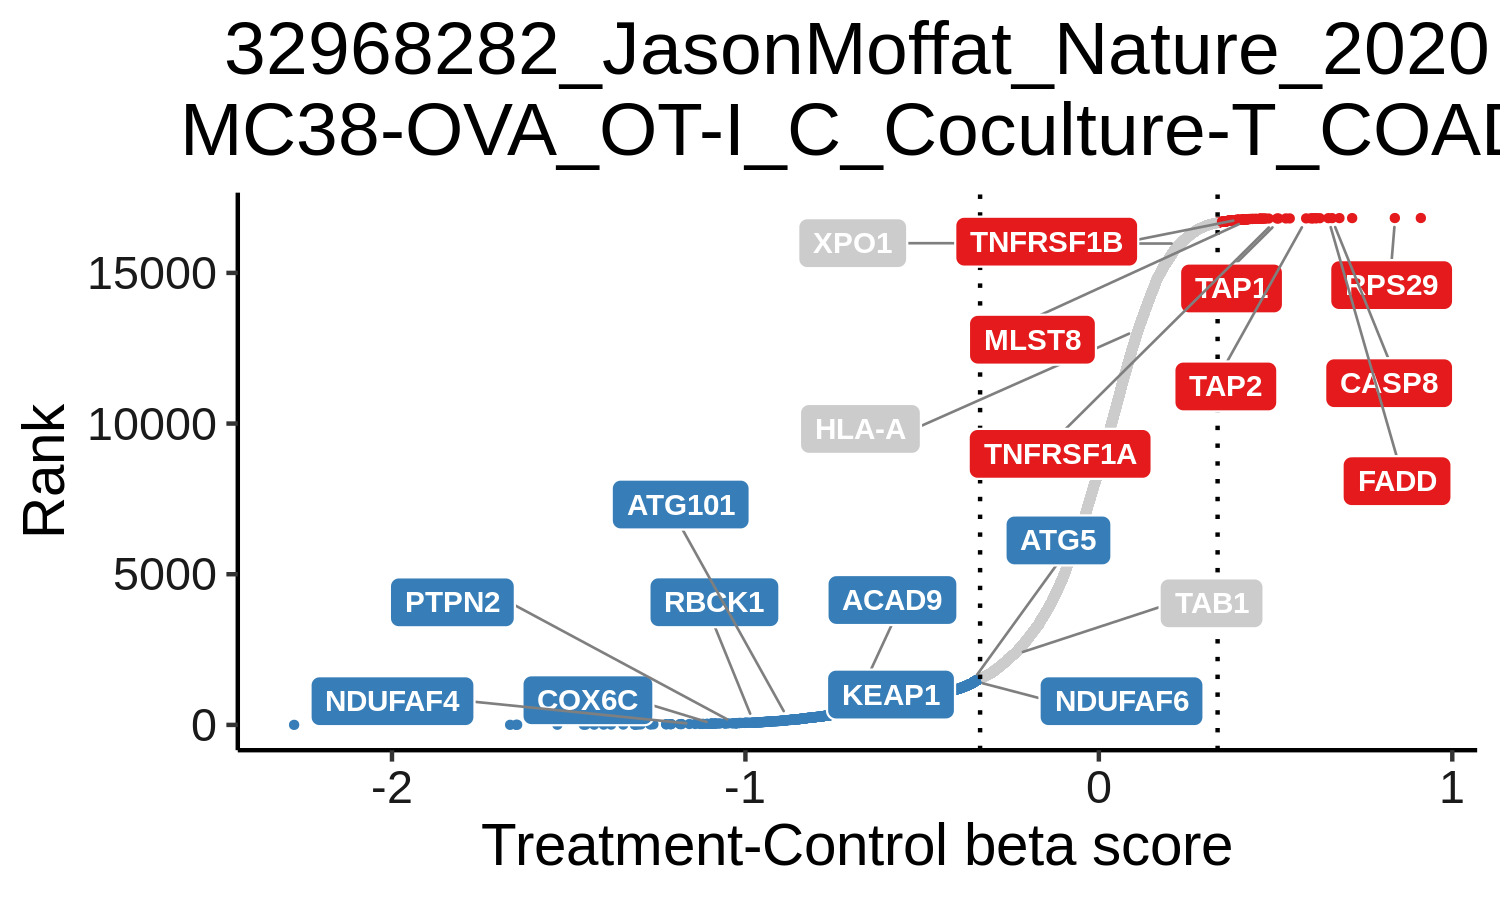 32968282_JasonMoffat_Nature_2020
MC38-OVA_OT-I_C_Coculture-T_COAD
XPO1
TNFRSF1B
15000
TAP1
RPS29
MLST8
TAP2
CASP8
10000
HLA-A
TNFRSF1A
FADD
Rank
ATG101
ATG5
5000
PTPN2
RBCK1
ACAD9
TAB1
NDUFAF4
COX6C
KEAP1
NDUFAF6
0
-2
-1
0
1
Treatment-Control beta score